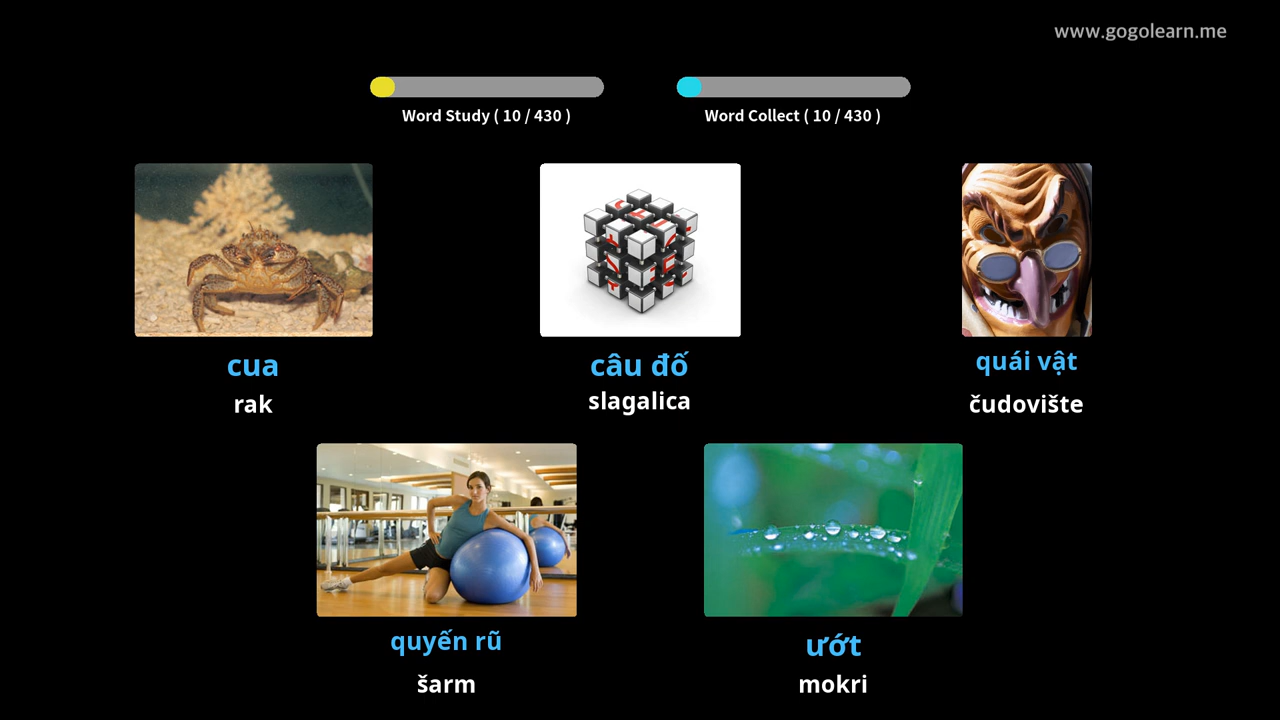 www.gogolearn.me
Word Study ( 10 / 430 )
Word Collect ( 10 / 430 )
cua
rak
câu đố
slagalica
quái vật
čudovište
quyến rũ
šarm
ướt
mokri